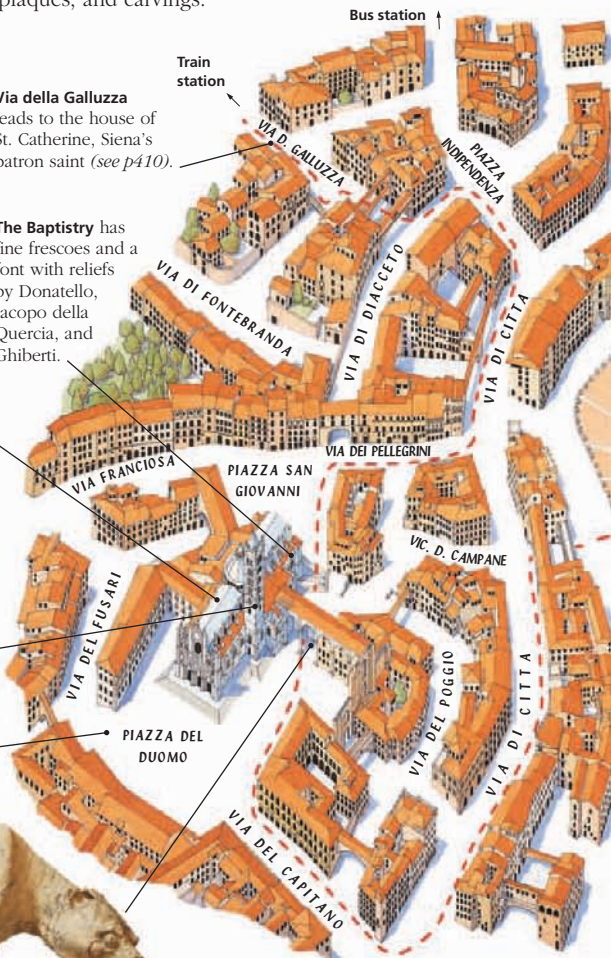 plaques, and carvings.
Bus station
Train
station
Via della Galluzza
leads to the house of
St. Catherine, Siena's
patron saint (see p410).
The Baptistry has
fine frescoes and a
font with reliefs
by Donatello,
Jacopo della
Quercia, and
Ghiberti.
VIA D. GALLUZZA
PIAZZA
INDIPENDENZA
VIA DI FONTEBRANDA
VIA DI DIACCETO
VIA DI CITTA
VIA DEI PELLEGRINI
VIA FRANCIOSA
PIAZZA SAN
GIOVANNI
VIC. D. CAMPANE
VIA DEL FUSARI
VIA DEL POGGIO
VIA DI CITTA
PIAZZA DEL
DUOMO
VIA DEL CAPITANO